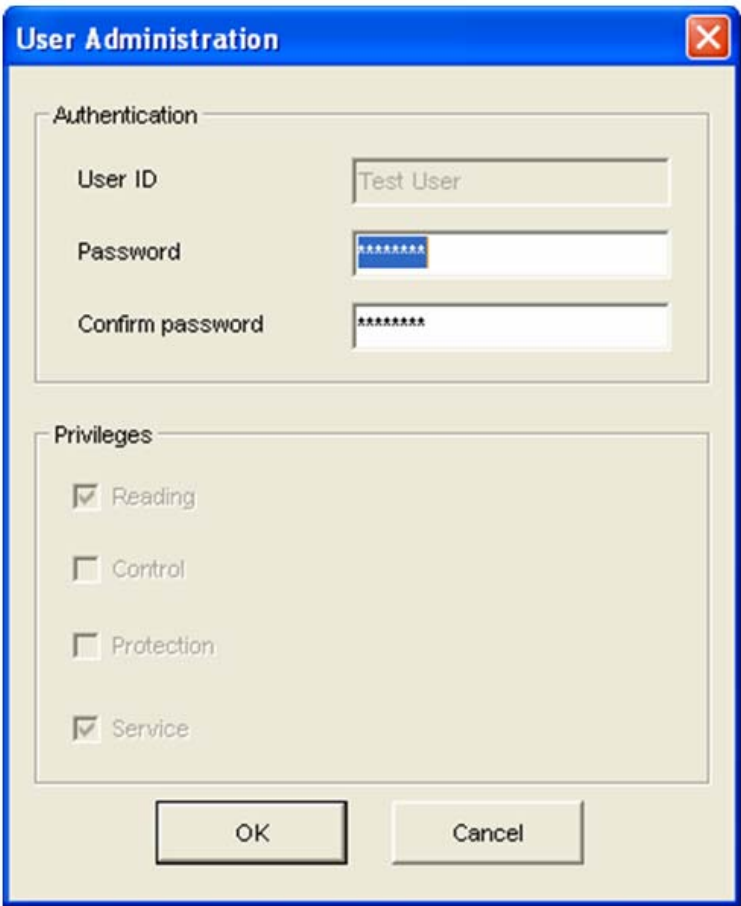 User Administration
Authentication
User ID Test User
Password ********
Confirm password ********
Privileges
Reading
Control
Protection
Service
OK Cancel